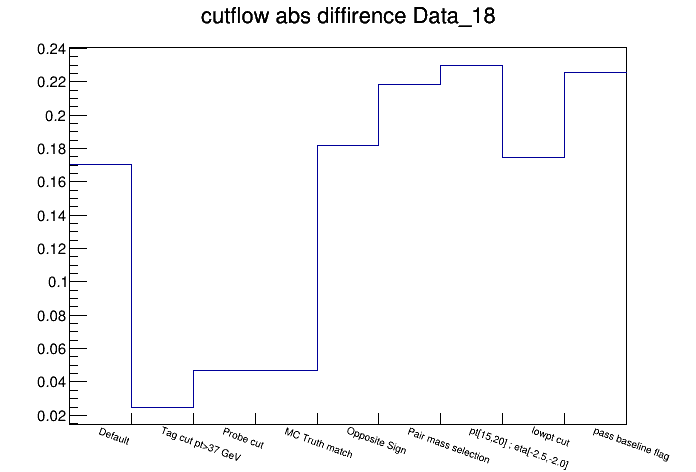 cutflow abs diffirence Data_18
0.24
0.22
0.2
0.18
0.16
0.14
0.12
0.1
0.08
0.06
0.04
0.02
Default
Tag cut pt>37 GeV
Probe cut
MC Truth match
Opposite Sign
Pair mass selection
pt[15,20] : eta[-2.5,-2.0]
lowpt cut
pass baseline flag